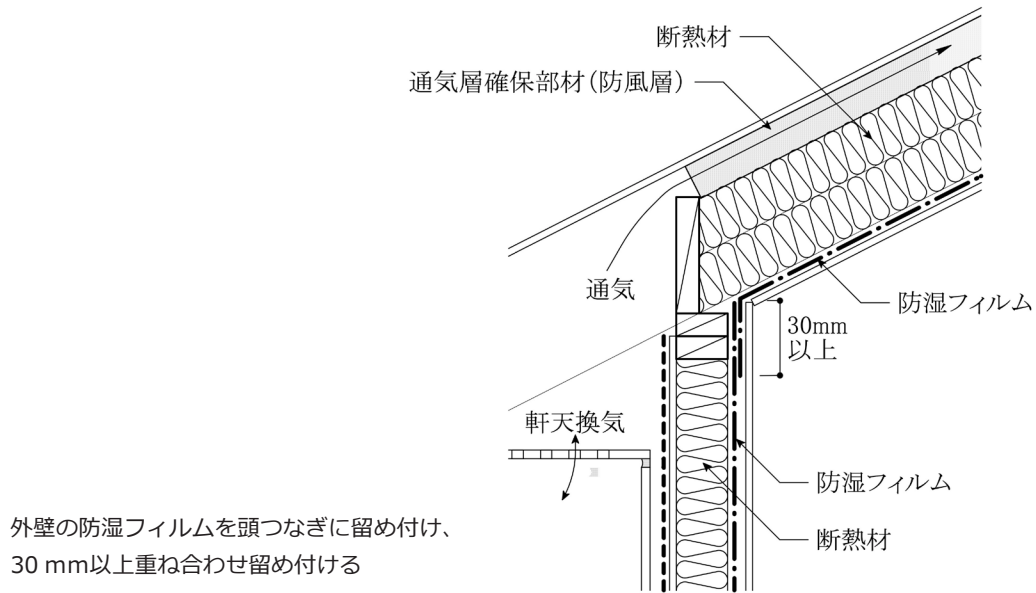 断熱材
通気層確保部材(防風層)
通気
防湿フィルム
30mm
以上
軒天換気
防湿フィルム
断熱材
外壁の防湿フィルムを頭つなぎに留め付け、
30 mm以上重ね合わせ留め付ける